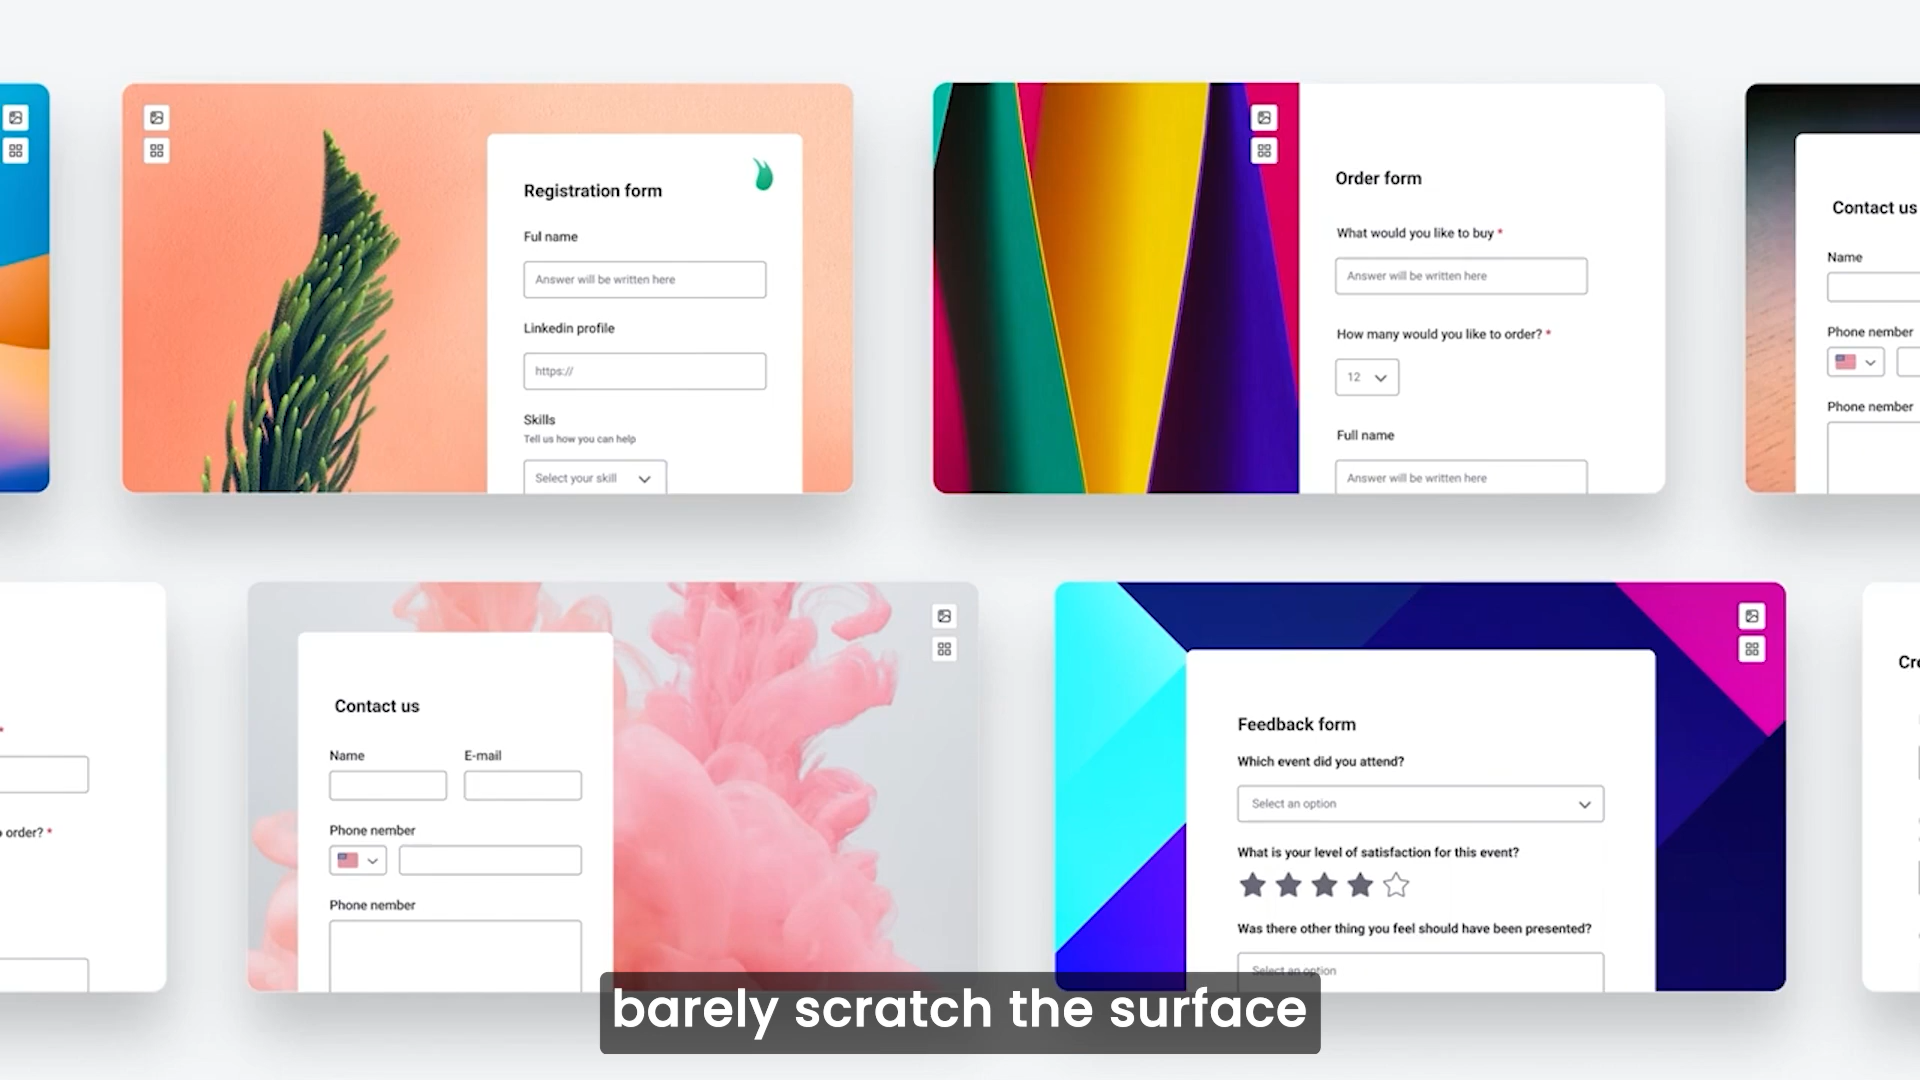 Registration form
Ful name
Answer will be written here
Linkedin profile
https://
Skills
Tell us how you can help
Select your skill
Order form
What would you like to buy *
Answer will be written here
How many would you like to order? *
12
Full name
Answer will be written here
Contact us
Name
Phone nember
Phone nember
*
order? *
Contact us
Name
E-mail
Phone nember
Phone nember
Feedback form
Which event did you attend?
Select an option
What is your level of satisfaction for this event?
Was there other thing you feel should have been presented?
Select an option
Cre
barely scratch the surface